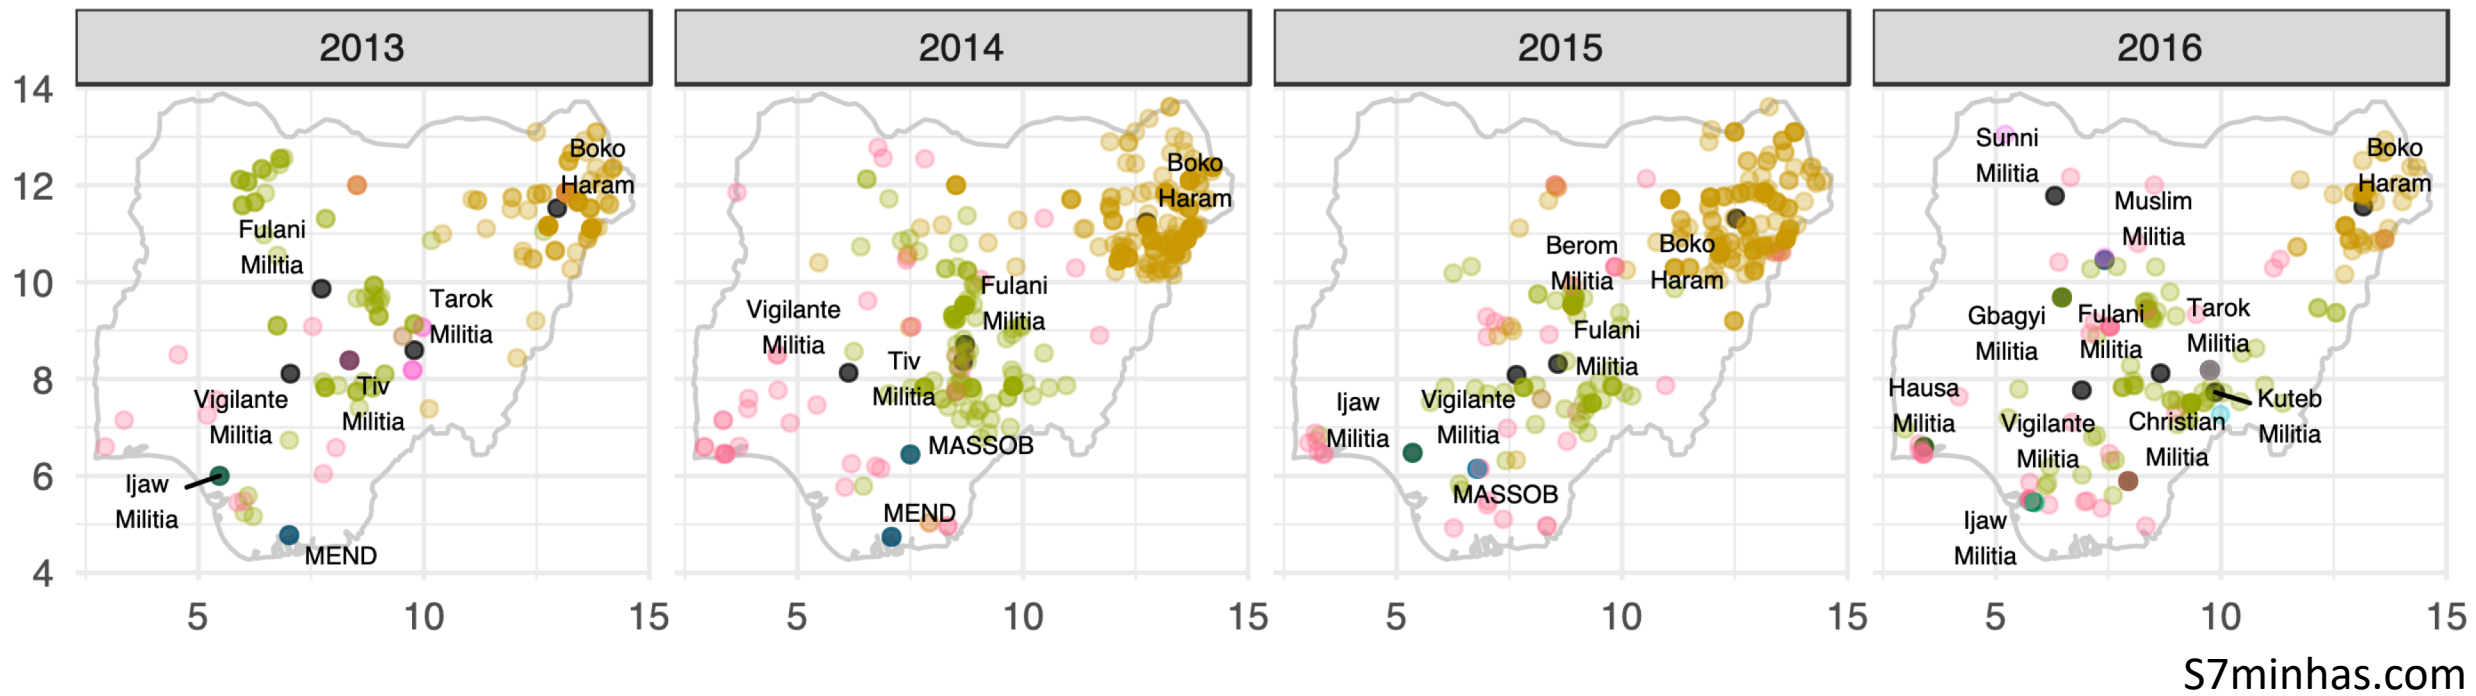 2013
2014
2015
2016
14
12
10
8
6
4
Boko
Haram
Fulani
Militia
Tarok
Militia
Tiv
Militia
Vigilante
Militia
Ijaw
Militia
MEND
Boko
Haram
Fulani
Militia
Vigilante
Militia
Tiv
Militia
MASSOB
MEND
Berom
Militia
Boko
Haram
Fulani
Militia
Ijaw
Militia
Vigilante
Militia
MASSOB
Sunni
Militia
Boko
Haram
Muslim
Militia
Gbagyi
Militia
Fulani
Militia
Tarok
Militia
Hausa
Militia
Vigilante
Militia
Christian
Militia
Kuteb
Militia
Ijaw
Militia
5
10
15
5
10
15
5
10
15
5
10
15
S7minhas.com